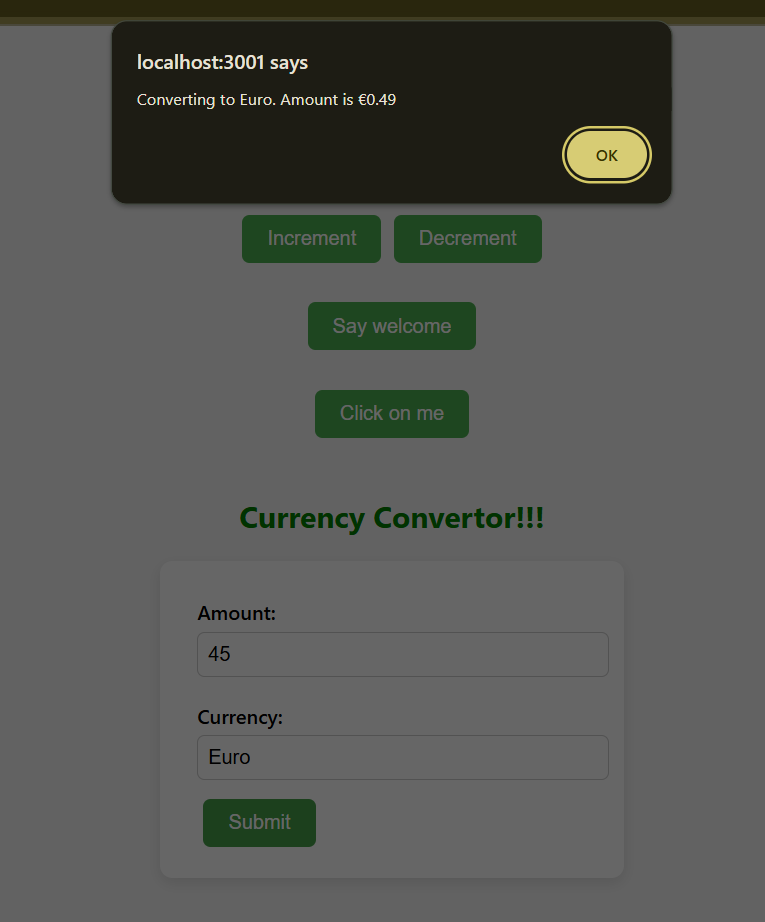 localhost:3001 says
Converting to Euro. Amount is €0.49
OK
Increment Decrement
Say welcome
Click on me
Currency Convertor!!!
Amount:
45
Currency:
Euro
Submit